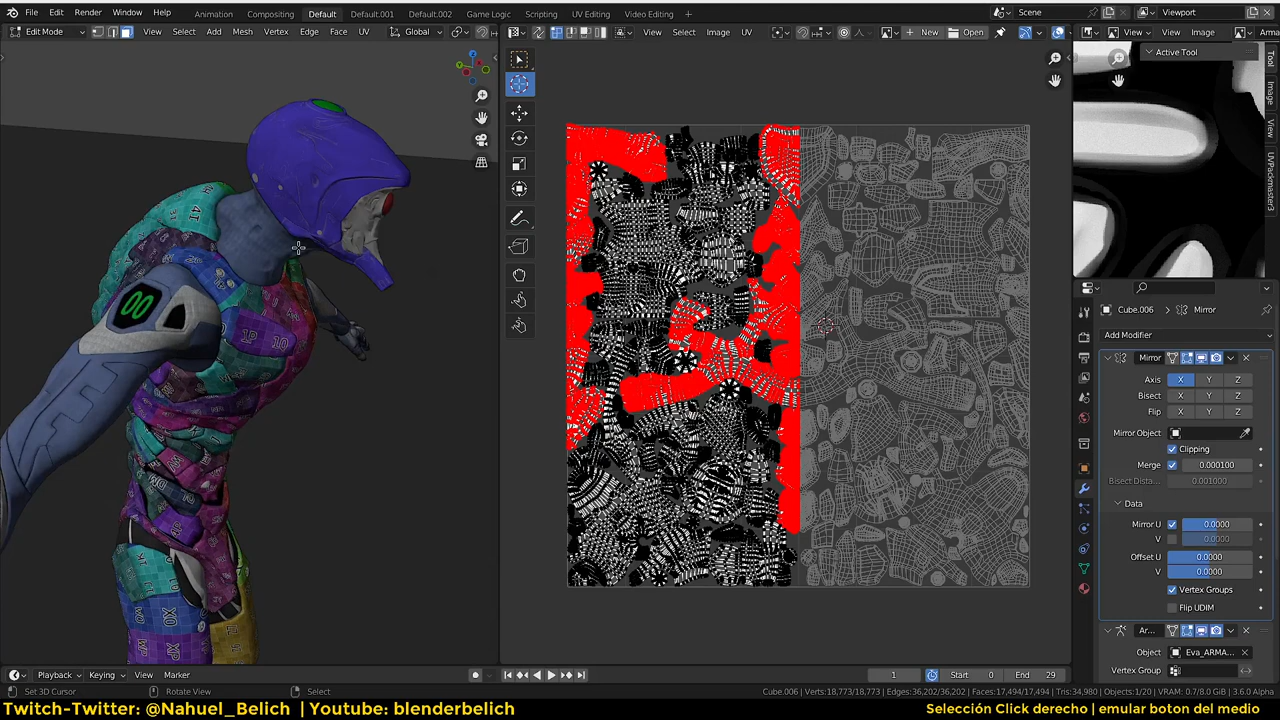 File Edit Render Window Help Animation Compositing Default Default.001 Default.002 Game Logic Scripting UV Editing Video Editing + Scene Viewport
Edit Mode View Select Add Mesh Vertex Edge Face UV Global View Select Image UV New Open View Image
Active Tool
Tool
Image
View
UVPackmaster3
Cube.006 > Mirror
Add Modifier
Mirror
Axis X Y Z
Bisect X Y Z
Flip X Y Z
Mirror Object
Clipping
Merge 0.000100
Bisect Dista... 0.001000
Data
Mirror U 0.0000
V 0.0000
Offset U 0.0000
V 0.0000
Vertex Groups
Flip UDIM
Ar...
Object Eva_ARMA...
Vertex Group
Playback Keying View Marker 1 Start 0 End 29
Set 3D Cursor Rotate View Select Cube.006 | Verts:18,773/18,773 | Edges:36,202/36,202 | Faces:17,494/17,494 | Tris:34,980 | Objects:1/20 | VRAM: 0.7/8.0 GiB | 3.6.0 Alpha
Twitch-Twitter: @Nahuel_Belich | Youtube: blenderbelich Selección Click derecho | emular boton del medio